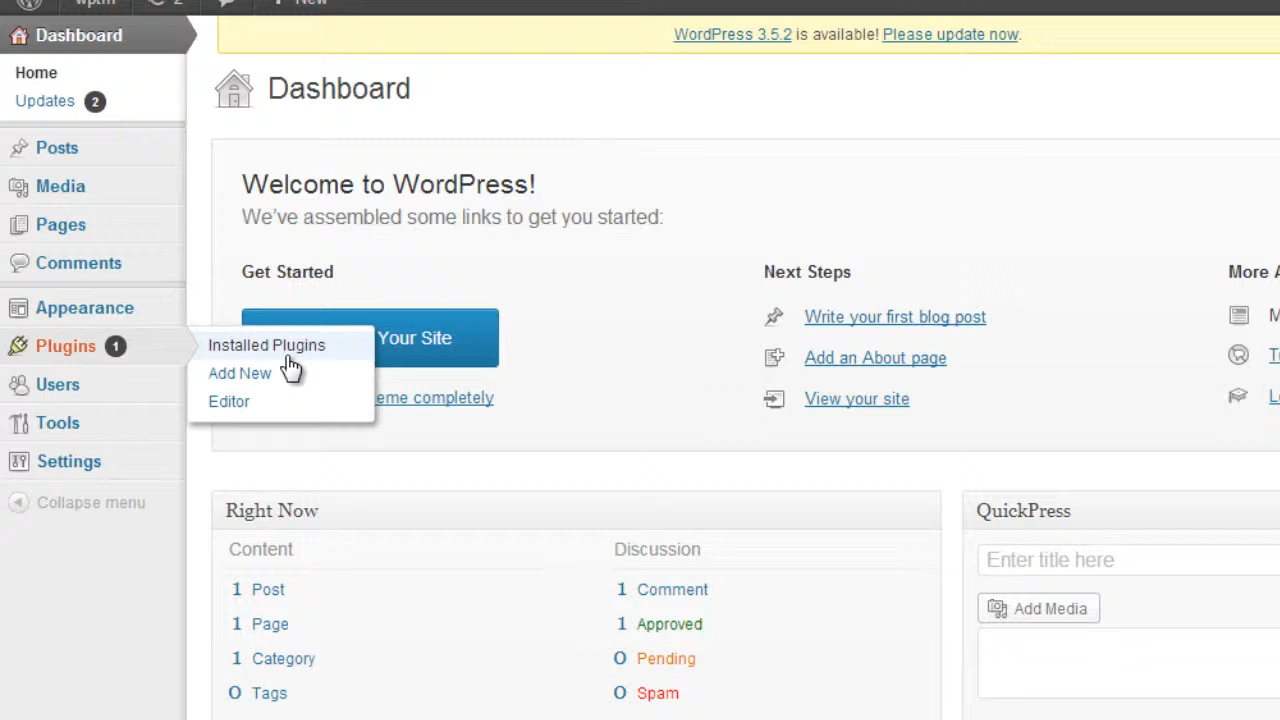 wptm 2 New
Dashboard
Home
Updates 2
Posts
Media
Pages
Comments
Appearance
Plugins 1
Users
Tools
Settings
Collapse menu
Installed Plugins
Add New
Editor
WordPress 3.5.2 is available! Please update now.
Dashboard
Welcome to WordPress!
We've assembled some links to get you started:
Get Started
Your Site
eme completely
Next Steps
Write your first blog post
Add an About page
View your site
More A
M
T
L
Right Now
Content
1 Post
1 Page
1 Category
0 Tags
Discussion
1 Comment
1 Approved
0 Pending
0 Spam
QuickPress
Enter title here
Add Media